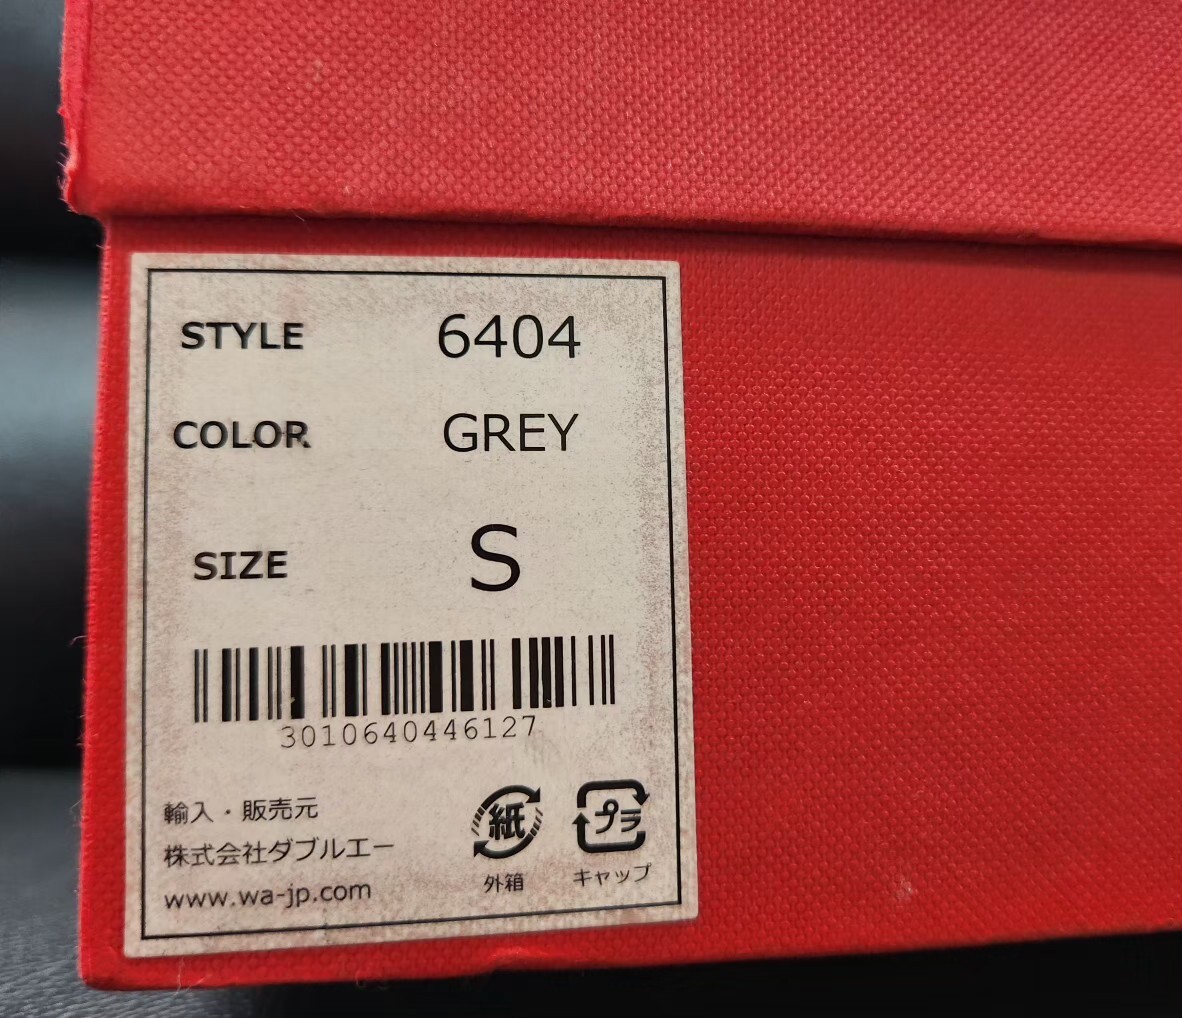 STYLE 6404
COLOR GREY
SIZE S
3010640446127
輸入・販売元
株式会社ダブルエー
www.wa-jp.com
紙 プラ
外箱 キャップ